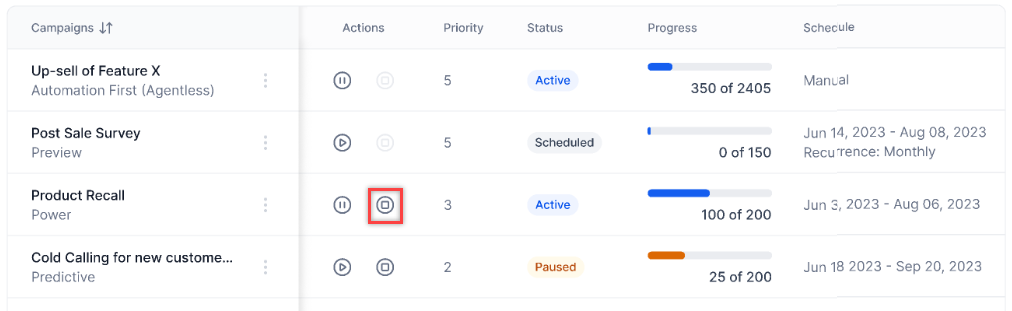 Campaigns Actions Priority Status Progress Schedule
Up-sell of Feature X
Automation First (Agentless)
5 Active 350 of 2405 Manual
Post Sale Survey
Preview
5 Scheduled 0 of 150 Jun 14, 2023 - Aug 08, 2023
Recurrence: Monthly
Product Recall
Power
3 Active 100 of 200 Jun 3, 2023 - Aug 06, 2023
Cold Calling for new custome...
Predictive
2 Paused 25 of 200 Jun 18 2023 - Sep 20, 2023